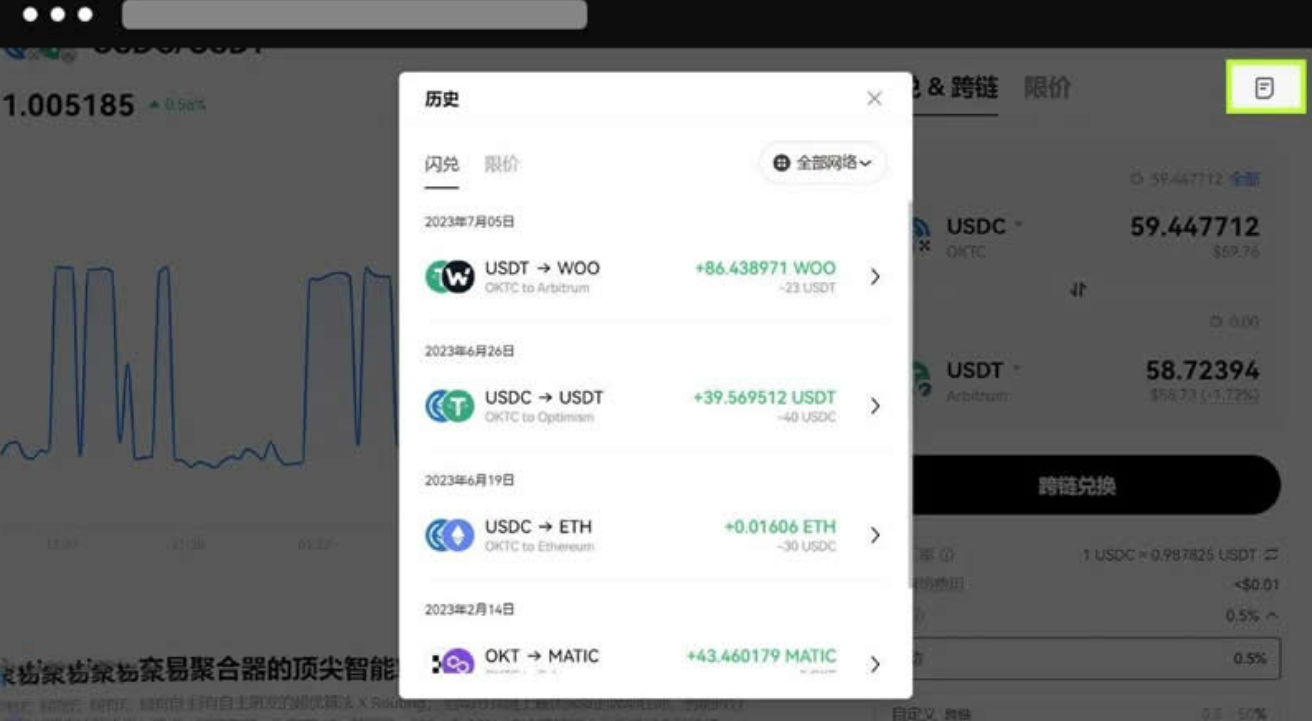 USDC/USDT
1.005185
0.56%
历史
闪兑
限价
全部网络
2023年7月05日
USDT → WOO
+86.438971 WOO
OKTC to Arbitrum
-23 USDT
2023年6月26日
USDC → USDT
+39.569512 USDT
OKTC to Optimism
-40 USDC
2023年6月19日
USDC → ETH
+0.01606 ETH
OKTC to Ethereum
-30 USDC
2023年2月14日
OKT → MATIC
+43.460179 MATIC
& 跨链
限价
59.447712 全部
USDC
59.447712
OKTC
$59.76
0.00
USDT
58.72394
Arbitrum
$58.73 (-1.72%)
跨链兑换
1 USDC ≈ 0.987825 USDT
<$0.01
0.5%
0.5%
自定义
交易聚合器的顶尖智能
X Routing